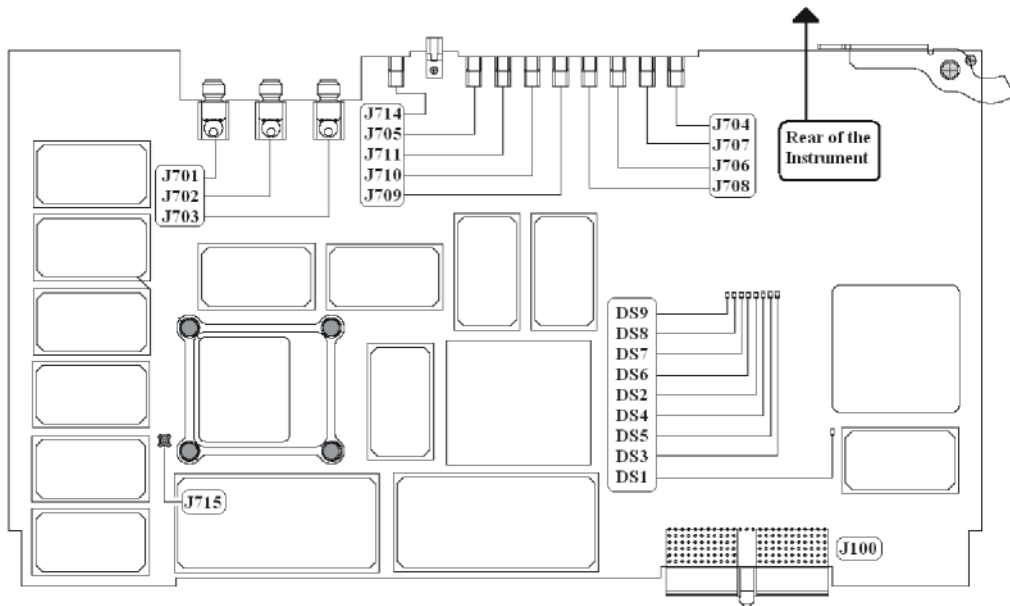 J714
J705
J711
J710
J709
J701
J702
J703
J704
J707
J706
J708
Rear of the
Instrument
DS9
DS8
DS7
DS6
DS2
DS4
DS5
DS3
DS1
J715
J100